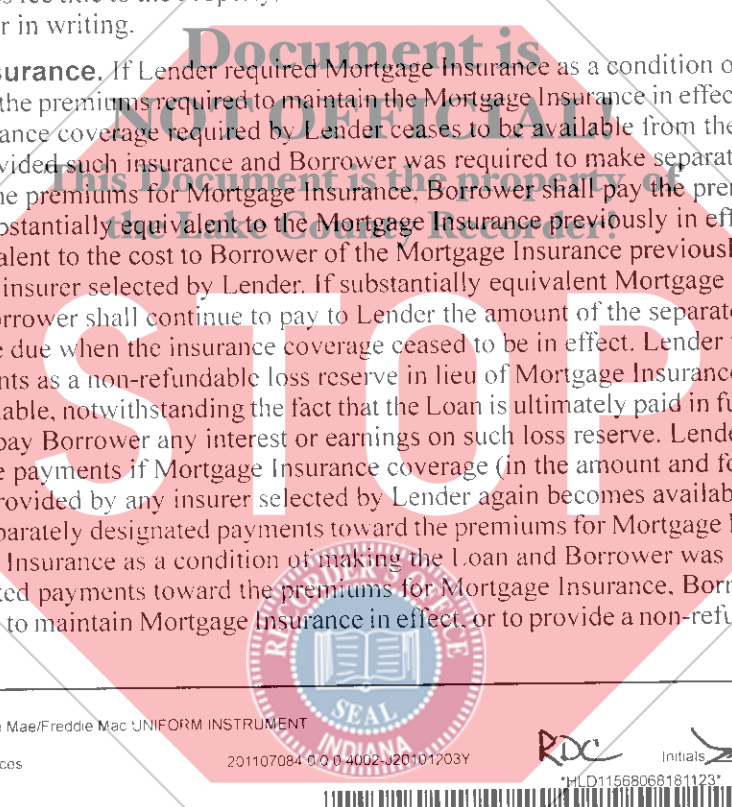 es fee title to the Property.
r in writing.
Document is
NOT OFFICIAL!
This Document is the property of
the Lake County Recorder!
STOP
surance. If Lender required Mortgage Insurance as a condition o
the premiums required to maintain the Mortgage Insurance in effec
ance coverage required by Lender ceases to be available from the
vided such insurance and Borrower was required to make separat
he premiums for Mortgage Insurance, Borrower shall pay the prem
bstantially equivalent to the Mortgage Insurance previously in eff
alent to the cost to Borrower of the Mortgage Insurance previously
insurer selected by Lender. If substantially equivalent Mortgage
orrower shall continue to pay to Lender the amount of the separate
e due when the insurance coverage ceased to be in effect. Lender
nts as a non-refundable loss reserve in lieu of Mortgage Insurance
lable, notwithstanding the fact that the Loan is ultimately paid in fu
pay Borrower any interest or earnings on such loss reserve. Lende
e payments if Mortgage Insurance coverage (in the amount and fo
rovided by any insurer selected by Lender again becomes availab
parately designated payments toward the premiums for Mortgage
Insurance as a condition of making the Loan and Borrower was
ted payments toward the premiums for Mortgage Insurance, Borr
to maintain Mortgage Insurance in effect, or to provide a non-refu
RECORDER'S OFFICE
SEAL
INDIANA
Mae/Freddie Mac UNIFORM INSTRUMENT
RDC Initials
ces 201107084 0 0 0 4002-J20101203Y
*HLD11568068181123*